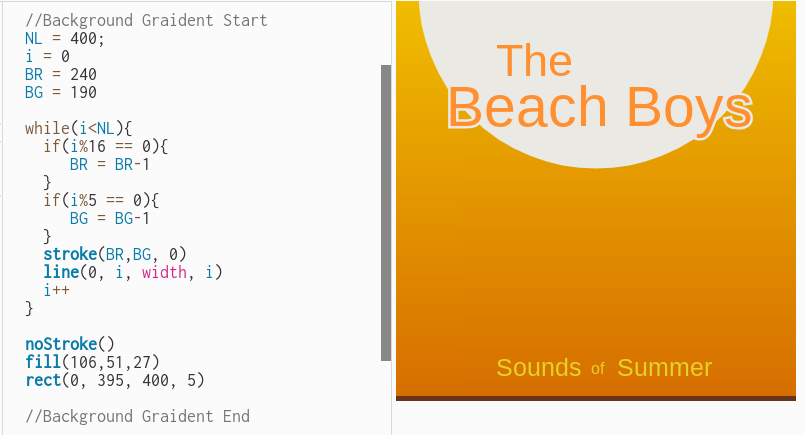 //Background Graident Start
NL = 400;
i = 0
BR = 240
BG = 190
while(i<NL){
if(i%16 == 0){
BR = BR-1
}
if(i%5 == 0){
BG = BG-1
}
stroke(BR,BG, 0)
line(0, i, width, i)
i++
}
noStroke()
fill(106,51,27)
rect(0, 395, 400, 5)
//Background Graident End
The
Beach Boys
Sounds of Summer